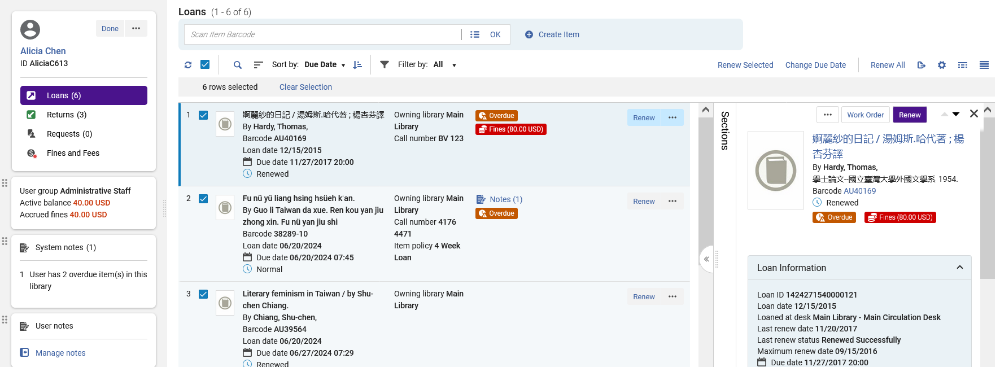 Alicia Chen
ID AliciaC613
Done
Loans (6)
Returns (3)
Requests (0)
Fines and Fees
User group Administrative Staff
Active balance 40.00 USD
Accrued fines 40.00 USD
System notes (1)
1 User has 2 overdue item(s) in this
library
User notes
Manage notes
Loans (1 - 6 of 6)
Scan Item Barcode
OK
Create Item
Sort by: Due Date
Filter by: All
Renew Selected
Change Due Date
Renew All
6 rows selected
Clear Selection
1
婀麗紗的日記 / 湯姆斯.哈代著 ; 楊杏芬譯
By Hardy, Thomas,
Barcode AU40169
Loan date 12/15/2015
Due date 11/27/2017 20:00
Renewed
Owning library Main
Library
Call number BV 123
Overdue
Fines (80.00 USD)
Renew
2
Fu nü yü liang hsing hsüeh kʻan.
By Guo li Taiwan da xue. Ren kou yan jiu
zhong xin. Fu nü yan jiu shi
Barcode 38289-10
Loan date 06/20/2024
Due date 06/20/2024 07:45
Normal
Owning library Main
Library
Call number 4176
4471
Item policy 4 Week
Loan
Notes (1)
Overdue
Renew
3
Literary feminism in Taiwan / by Shu-
chen Chiang.
By Chiang, Shu-chen,
Barcode AU39564
Loan date 06/20/2024
Due date 06/27/2024 07:29
Renewed
Owning library Main
Library
Renew
Sections
Work Order
Renew
婀麗紗的日記 / 湯姆斯.哈代著 ; 楊
杏芬譯
By Hardy, Thomas,
學士論文--國立臺灣大學外國文學系 1954.
Barcode AU40169
Renewed
Overdue
Fines (80.00 USD)
Loan Information
Loan ID 1424271540000121
Loan date 12/15/2015
Loaned at desk Main Library - Main Circulation Desk
Last renew date 11/20/2017
Last renew status Renewed Successfully
Maximum renew date 09/15/2016
Due date 11/27/2017 20:00